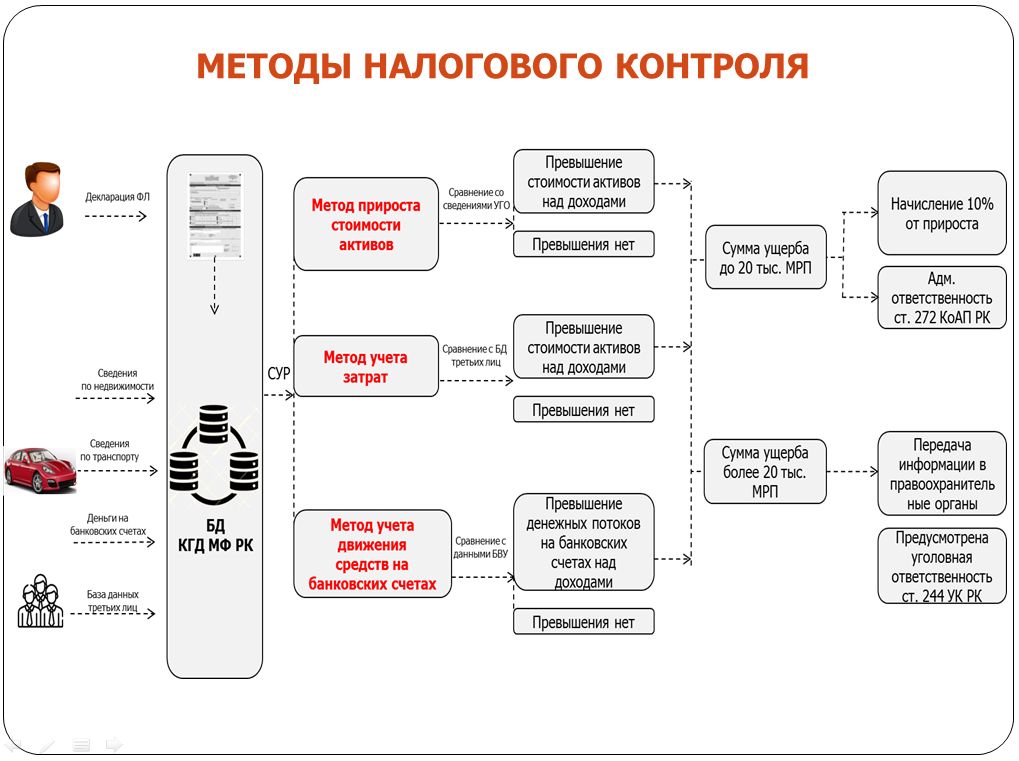 МЕТОДЫ НАЛОГОВОГО КОНТРОЛЯ
Декларация ФЛ
Сведения
по недвижимости
Сведения
по транспорту
Деньги на
банковских счетах
База данных
третьих лиц
БД
КГД МФ РК
СУР
Метод прироста
стоимости
активов
Сравнение со
сведениями УГО
Превышение
стоимости активов
над доходами
Превышения нет
Метод учета
затрат
Сравнение с БД
третьих лиц
Превышение
стоимости активов
над доходами
Превышения нет
Метод учета
движения
средств на
банковских счетах
Сравнение с
данными БВУ
Превышение
денежных потоков
на банковских
счетах над
доходами
Превышения нет
Сумма ущерба
до 20 тыс. МРП
Начисление 10%
от прироста
Адм.
ответственность
ст. 272 КоАП РК
Сумма ущерба
более 20 тыс.
МРП
Передача
информации в
правоохранитель
ные органы
Предусмотрена
уголовная
ответственность
ст. 244 УК РК